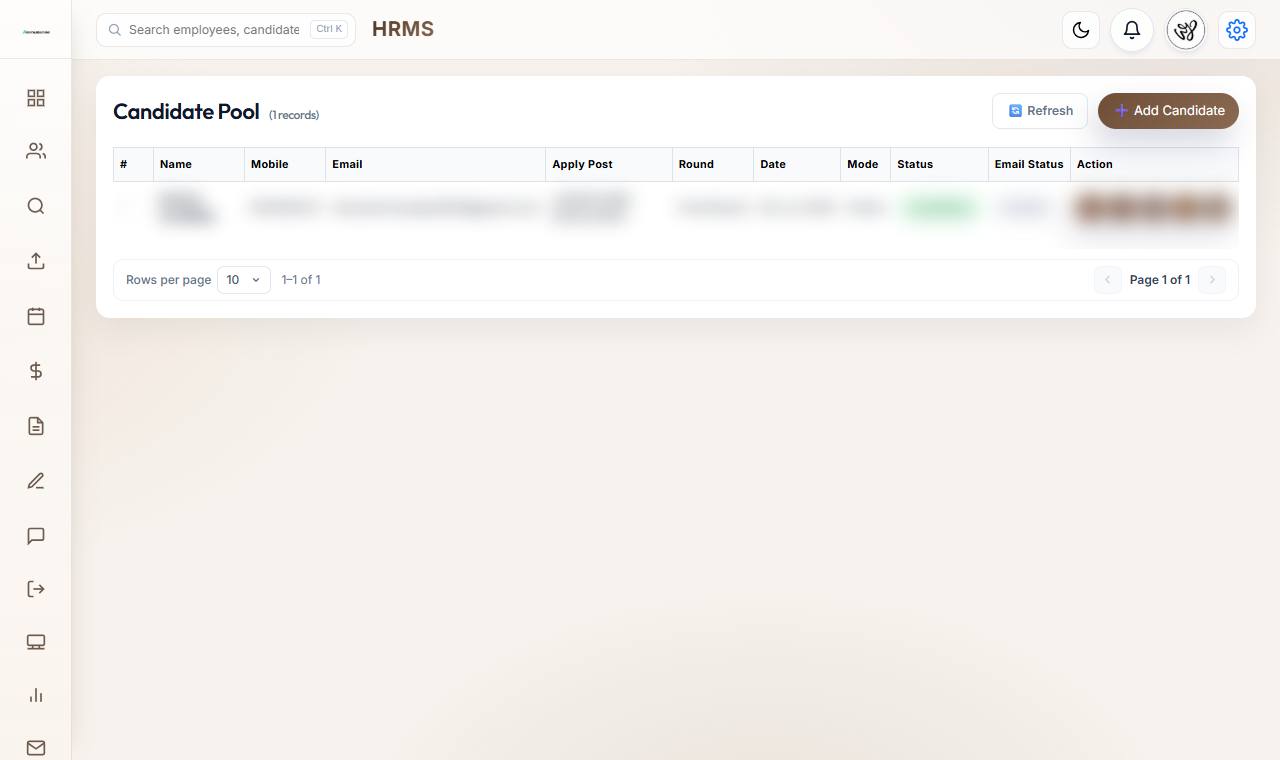 Search employees, candidate Ctrl K HRMS
Candidate Pool (1 records) Refresh Add Candidate
# Name Mobile Email Apply Post Round Date Mode Status Email Status Action
Rows per page 10 1–1 of 1 Page 1 of 1